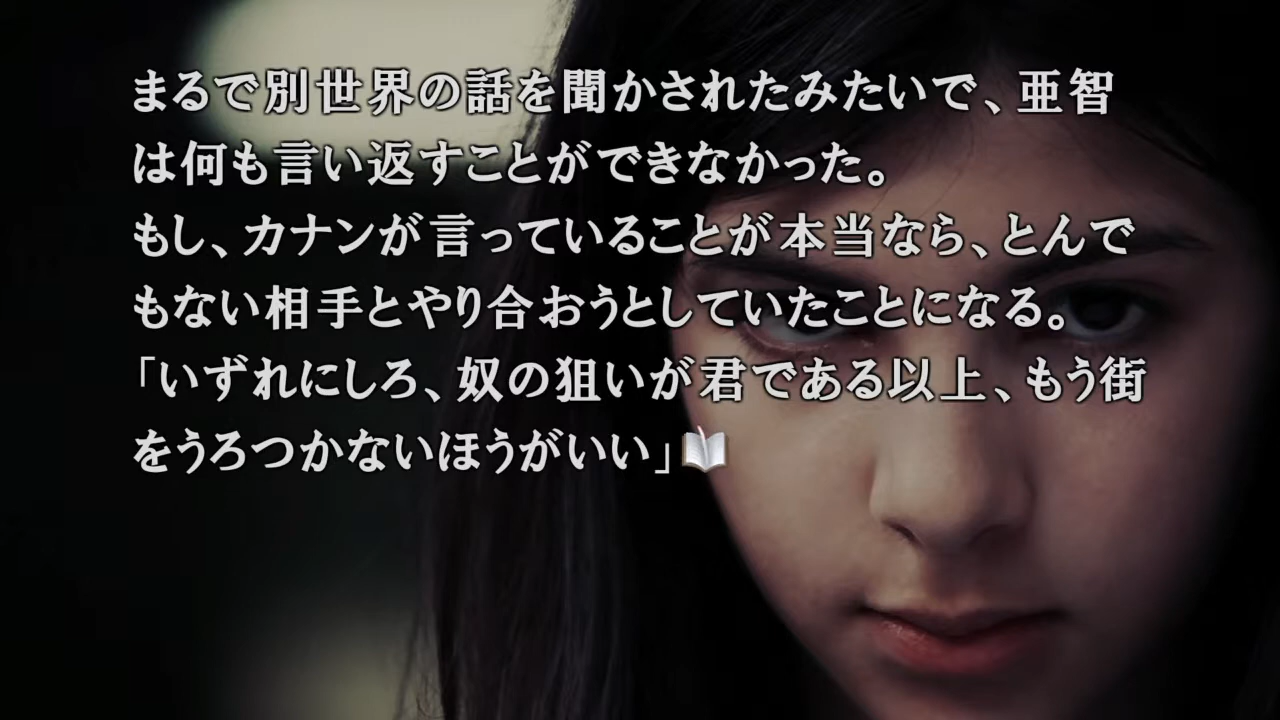 まるで別世界の話を聞かされたみたいで、亜智
は何も言い返すことができなかった。
もし、カナンが言っていることが本当なら、とんで
もない相手とやり合おうとしていたことになる。
「いずれにしろ、奴の狙いが君である以上、もう街
をうろつかないほうがいい」